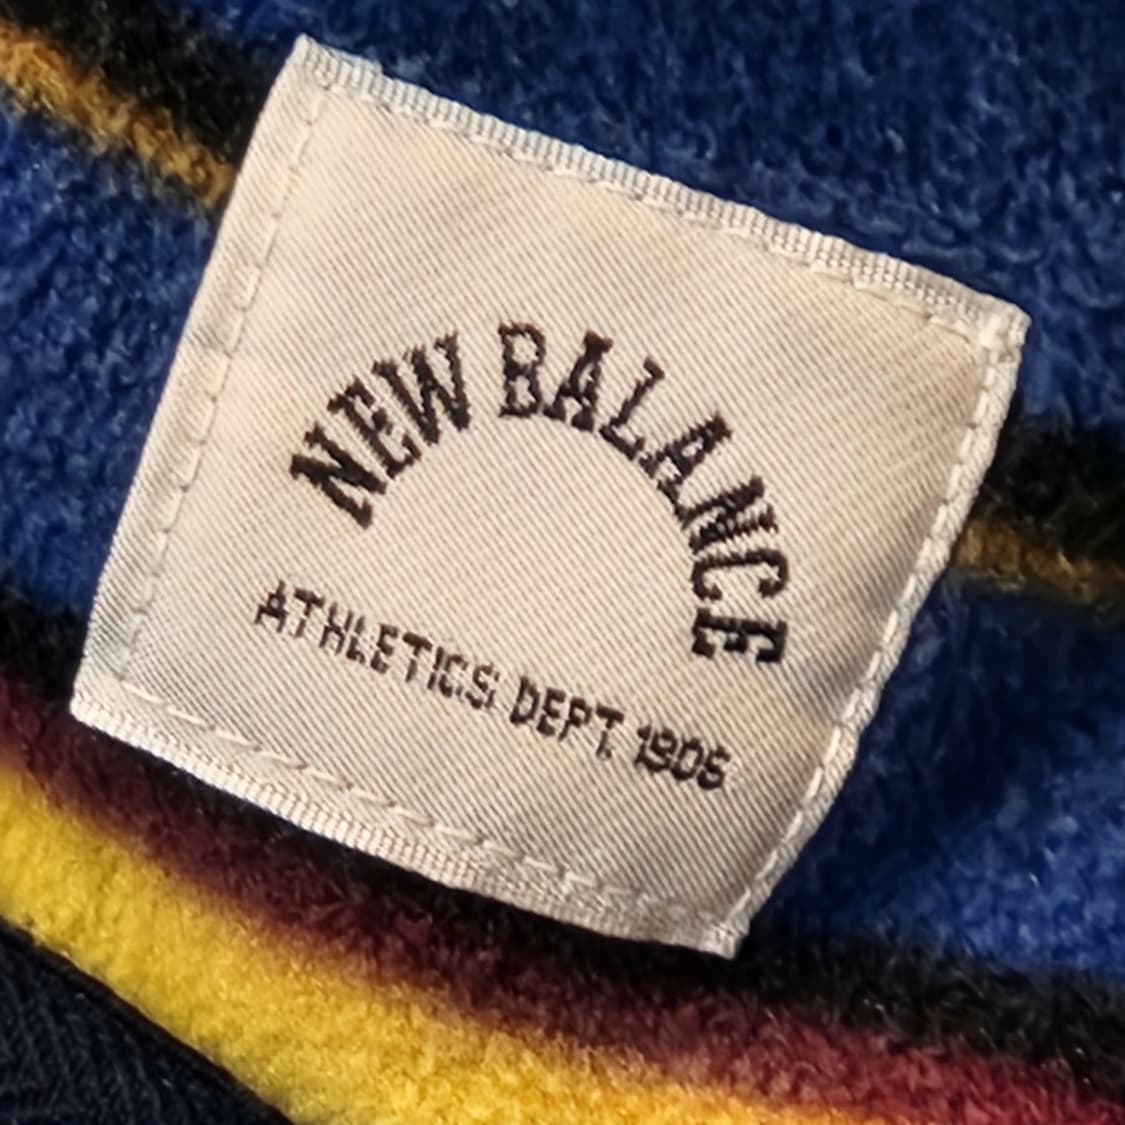 NEW BALANCE
ATHLETICS DEPT. 1906